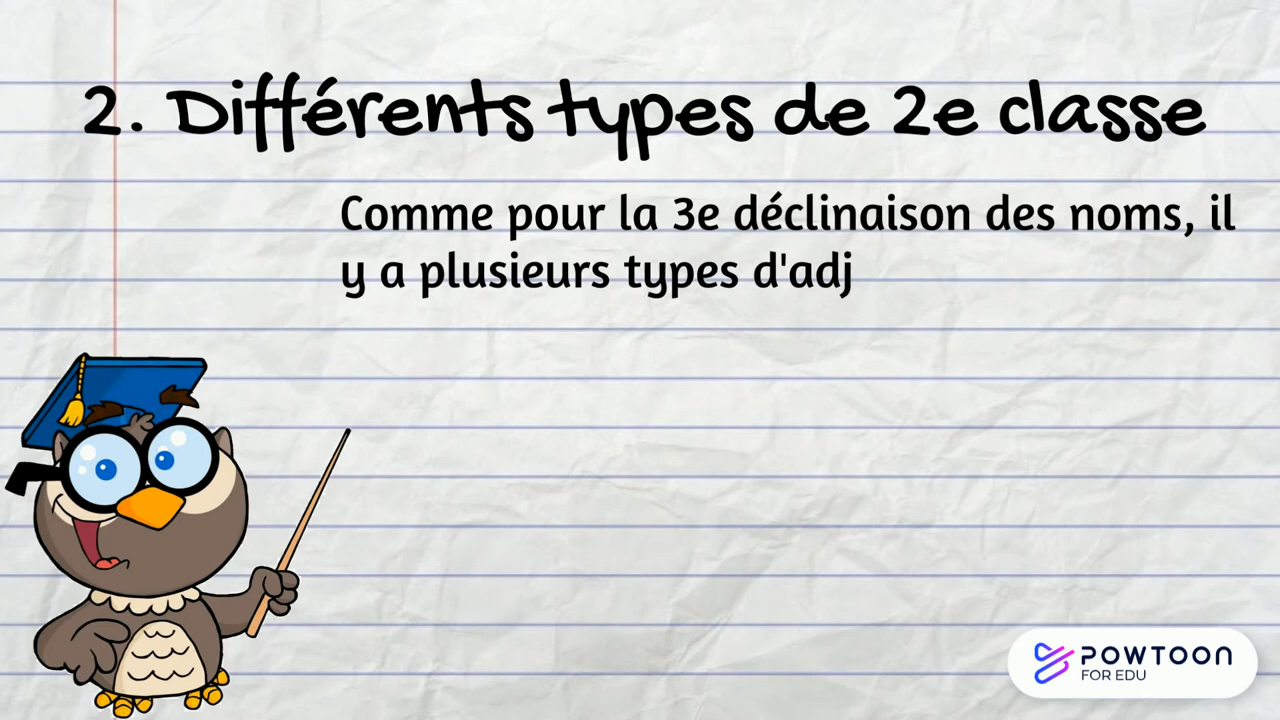 2. Différents types de 2e classe
Comme pour la 3e déclinaison des noms, il
y a plusieurs types d'adj
POWTOON
FOR EDU